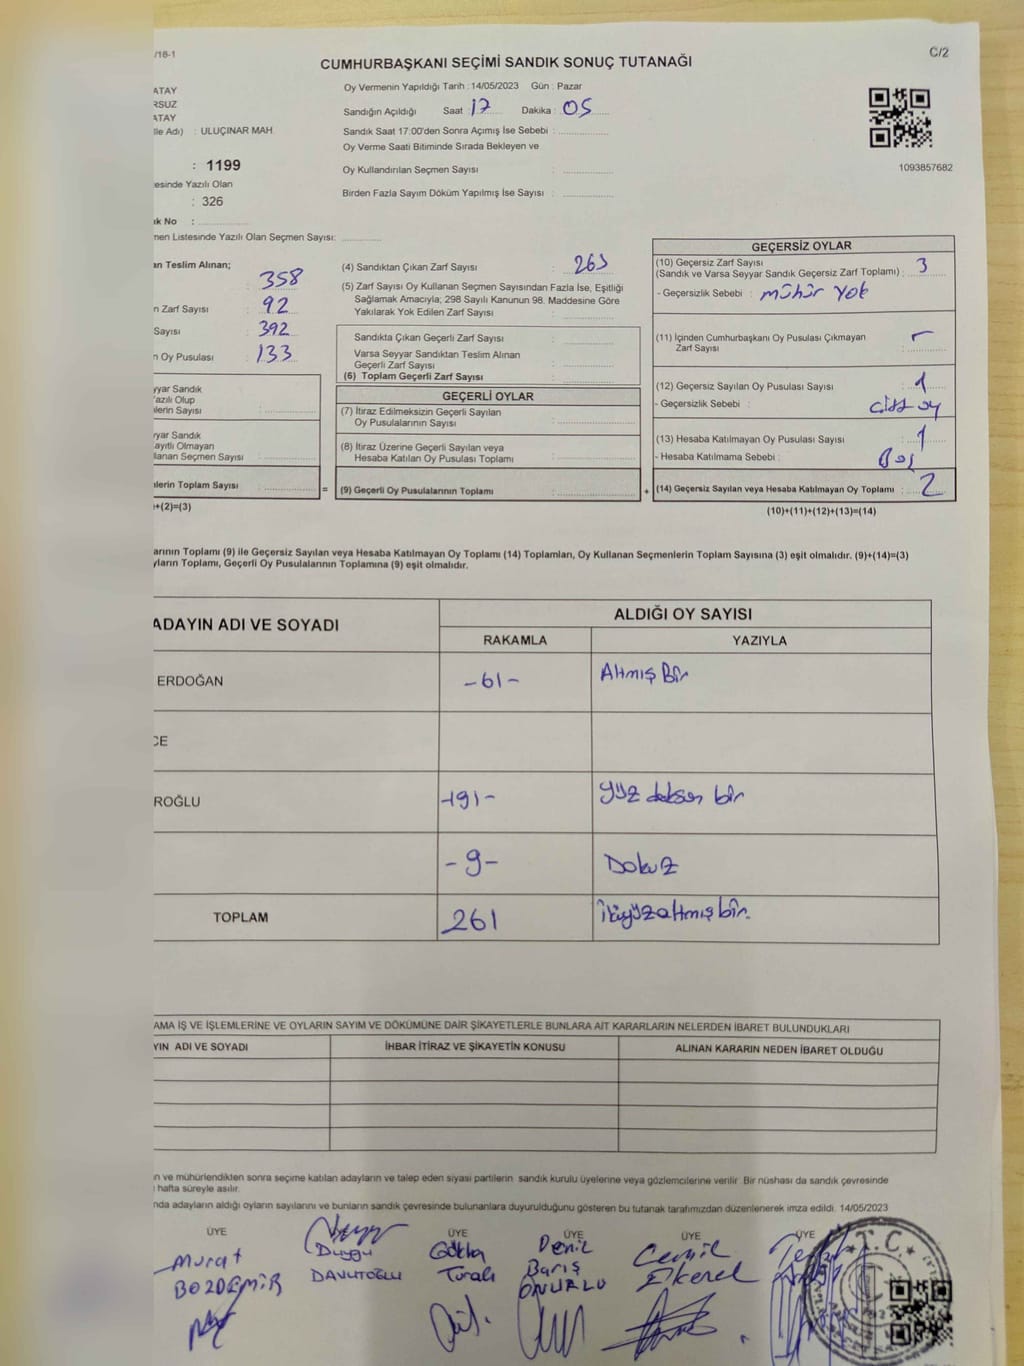 /18-1
C/2
CUMHURBAŞKANI SEÇİMİ SANDIK SONUÇ TUTANAĞI
ATAY
RSUZ
ATAY
lle Adı) : ULUÇINAR MAH
: 1199
esinde Yazılı Olan
: 326
ık No :
men Listesinde Yazılı Olan Seçmen Sayısı:
Oy Vermenin Yapıldığı Tarih : 14/05/2023 Gün : Pazar
Sandığın Açıldığı Saat : 17 Dakika : 05
Sandık Saat 17:00'den Sonra Açımış İse Sebebi :
Oy Verme Saati Bitiminde Sırada Bekleyen ve
Oy Kullandırılan Seçmen Sayısı :
Birden Fazla Sayım Döküm Yapılmış İse Sayısı :
1093857682
an Teslim Alınan;
: 358
n Zarf Sayısı : 92
Sayısı : 392
n Oy Pusulası : 133
(4) Sandıktan Çıkan Zarf Sayısı : 263
(5) Zarf Sayısı Oy Kullanan Seçmen Sayısından Fazla İse, Eşitliği
Sağlamak Amacıyla; 298 Sayılı Kanunun 98. Maddesine Göre
Yakılarak Yok Edilen Zarf Sayısı :
Sandıkta Çıkan Geçerli Zarf Sayısı :
Varsa Seyyar Sandıktan Teslim Alınan
Geçerli Zarf Sayısı :
(6) Toplam Geçerli Zarf Sayısı :
GEÇERSİZ OYLAR
(10) Geçersiz Zarf Sayısı
(Sandık ve Varsa Seyyar Sandık Geçersiz Zarf Toplamı) : 3
- Geçersizlik Sebebi : mühür yok
(11) İçinden Cumhurbaşkanı Oy Pusulası Çıkmayan
Zarf Sayısı :
(12) Geçersiz Sayılan Oy Pusulası Sayısı : 1
- Geçersizlik Sebebi : Çift oy
(13) Hesaba Katılmayan Oy Pusulası Sayısı : 1
- Hesaba Katılmama Sebebi : Boş
(14) Geçersiz Sayılan veya Hesaba Katılmayan Oy Toplamı : 2
(10)+(11)+(12)+(13)=(14)
yyar Sandık
Yazılı Olup
lerin Sayısı :
yyar Sandık
ayıtlı Olmayan
lanan Seçmen Sayısı :
lerin Toplam Sayısı : =
)+(2)=(3)
GEÇERLİ OYLAR
(7) İtiraz Edilmeksizin Geçerli Sayılan
Oy Pusulalarının Sayısı :
(8) İtiraz Üzerine Geçerli Sayılan veya
Hesaba Katılan Oy Pusulası Toplamı :
(9) Geçerli Oy Pusulalarının Toplamı : +
arının Toplamı (9) ile Geçersiz Sayılan veya Hesaba Katılmayan Oy Toplamı (14) Toplamları, Oy Kullanan Seçmenlerin Toplam Sayısına (3) eşit olmalıdır. (9)+(14)=(3)
yların Toplamı, Geçerli Oy Pusulalarının Toplamına (9) eşit olmalıdır.
ADAYIN ADI VE SOYADI
ALDIĞI OY SAYISI
RAKAMLA YAZIYLA
ERDOĞAN -61- Altmış Bir
CE
ROĞLU -191- Yüz doksan bir
-9- Dokuz
TOPLAM 261 İkiyüzaltmış bir.
AMA İŞ VE İŞLEMLERİNE VE OYLARIN SAYIM VE DÖKÜMÜNE DAİR ŞİKAYETLERLE BUNLARA AİT KARARLARIN NELERDEN İBARET BULUNDUKLARI
YIN ADI VE SOYADI İHBAR İTİRAZ VE ŞİKAYETİN KONUSU ALINAN KARARIN NEDEN İBARET OLDUĞU
n ve mühürlendikten sonra seçime katılan adayların ve talep eden siyasi partilerin sandık kurulu üyelerine veya gözlemcilerine verilir. Bir nüshası da sandık çevresinde
hafta süreyle asılır.
nda adayların aldığı oyların sayılarını ve bunların sandık çevresinde bulunanlara duyurulduğunu gösteren bu tutanak tarafımızdan düzenlenerek imza edildi. 14/05/2023
ÜYE ÜYE ÜYE ÜYE ÜYE
Murat Duygu Gökha Deniz Cemil
BOZDEMİR DAVUTOĞLU Turalı Barış
ONURLU
T.C.